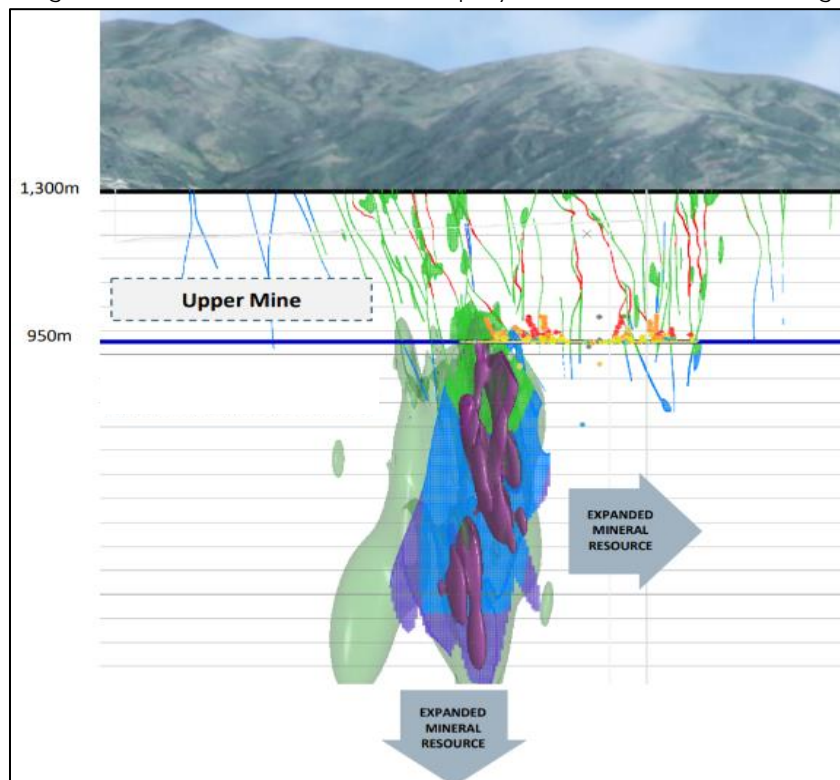 1,300m
Upper Mine
950m
EXPANDED
MINERAL
RESOURCE
EXPANDED
MINERAL
RESOURCE